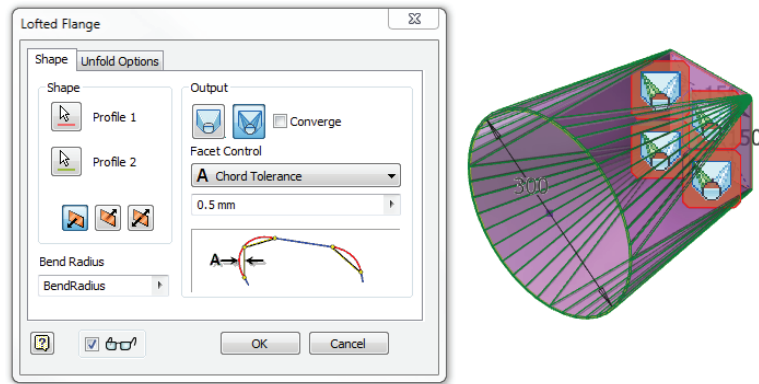 Lofted Flange
Shape
Unfold Options
Shape
Profile 1
Profile 2
Bend Radius
BendRadius
Output
Converge
Facet Control
A Chord Tolerance
0.5 mm
A
OK
Cancel
300
50